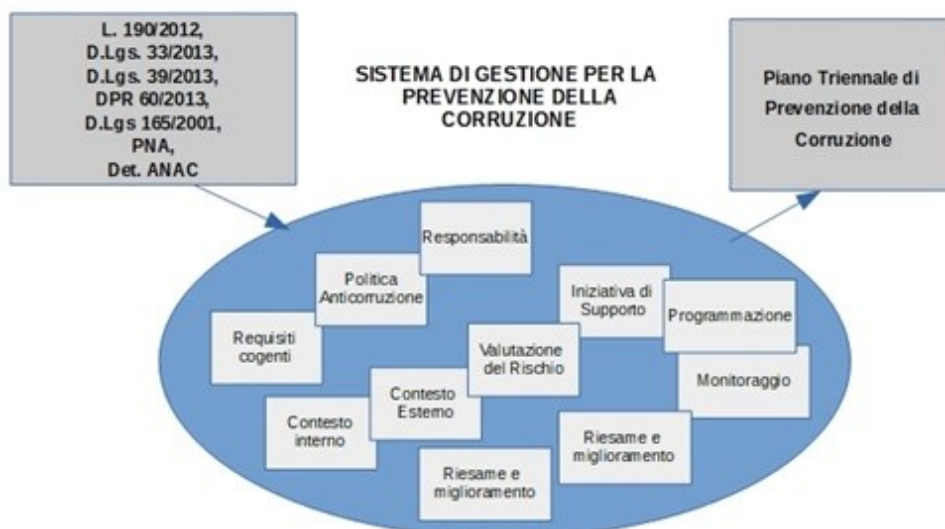 L. 190/2012,
D.Lgs. 33/2013,
D.Lgs. 39/2013,
DPR 60/2013,
D.Lgs 165/2001,
PNA,
Det. ANAC
SISTEMA DI GESTIONE PER LA
PREVENZIONE DELLA
CORRUZIONE
Piano Triennale di
Prevenzione della
Corruzione
Responsabilità
Politica
Anticorruzione
Iniziativa di
Supporto
Programmazione
Requisiti
cogenti
Valutazione
del Rischio
Monitoraggio
Contesto
Esterno
Contesto
interno
Riesame e
miglioramento
Riesame e
miglioramento